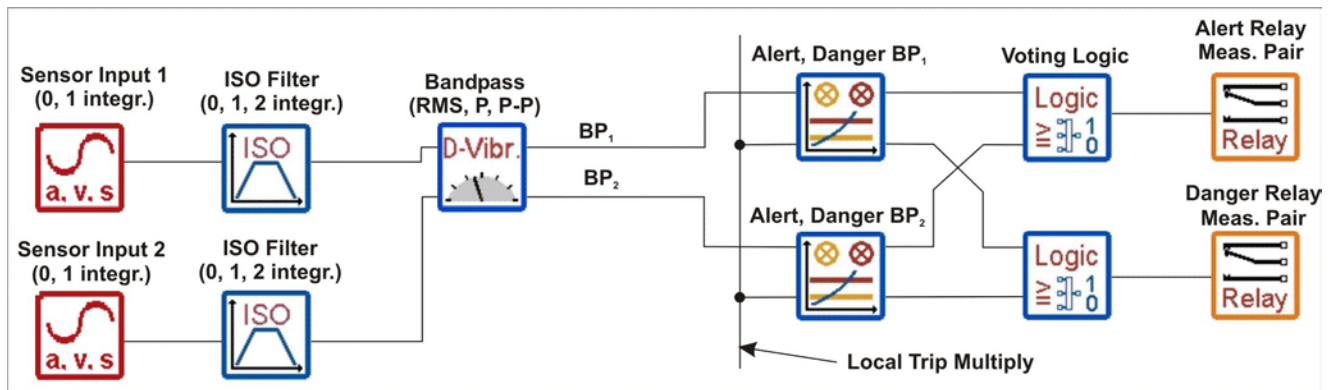 Sensor Input 1
(0, 1 integr.)
a, v, s
ISO Filter
(0, 1, 2 integr.)
ISO
Bandpass
(RMS, P, P-P)
D-Vibr.
BP₁
BP₂
Sensor Input 2
(0, 1 integr.)
a, v, s
ISO Filter
(0, 1, 2 integr.)
ISO
Alert, Danger BP₁
Alert, Danger BP₂
Local Trip Multiply
Voting Logic
Logic
≥ 1
0
Logic
≥ 1
0
Alert Relay
Meas. Pair
Relay
Danger Relay
Meas. Pair
Relay